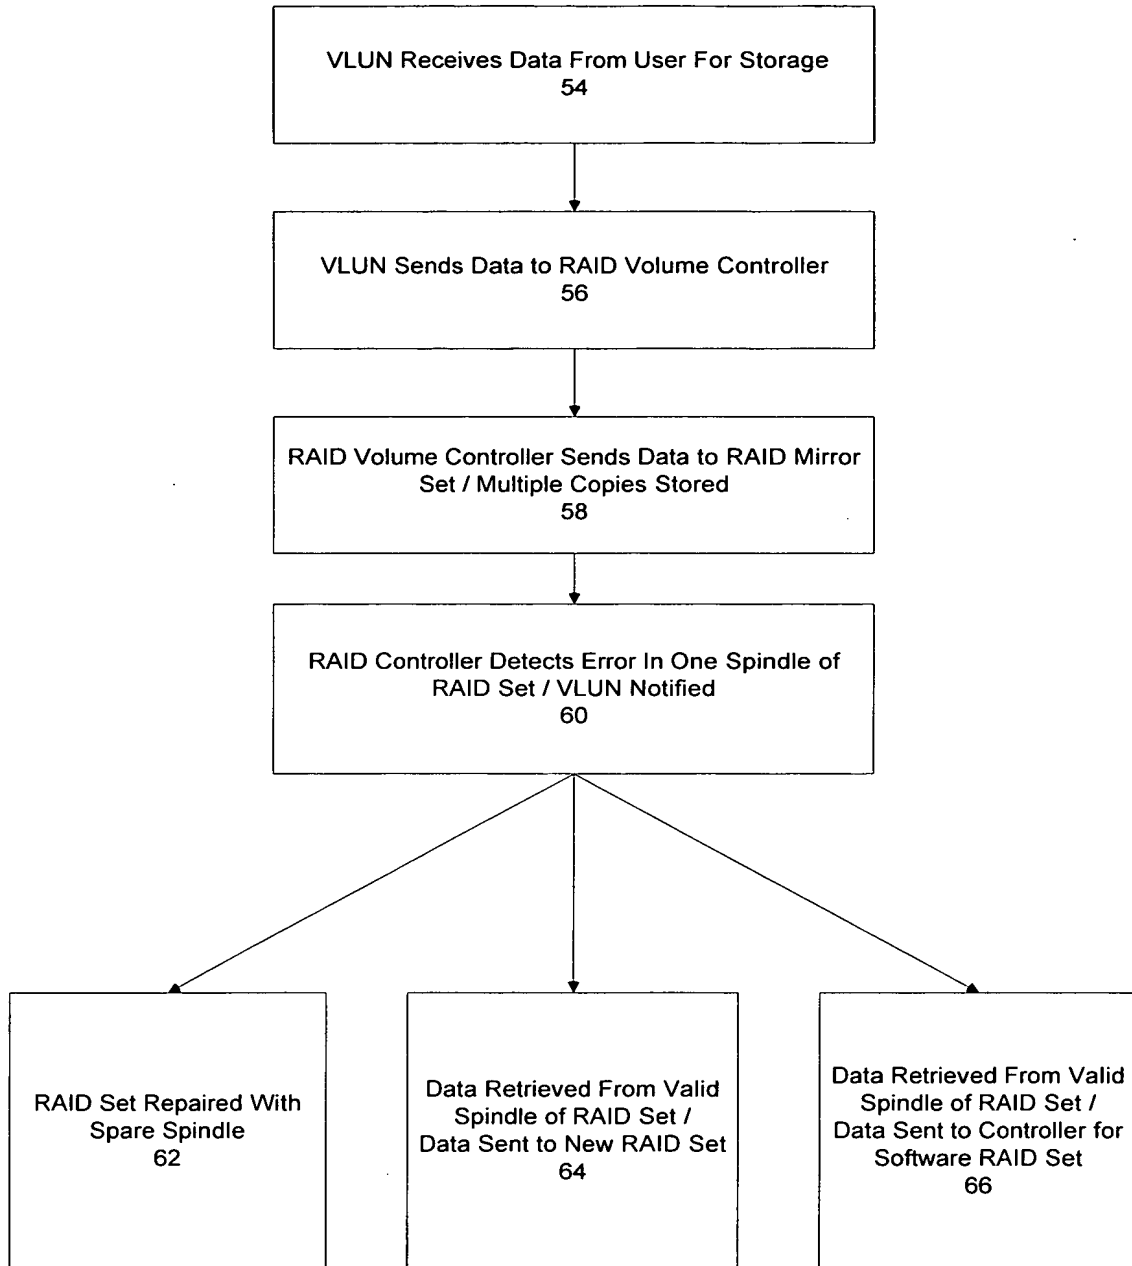 VLUN Receives Data From User For Storage
54
VLUN Sends Data to RAID Volume Controller
56
RAID Volume Controller Sends Data to RAID Mirror
Set / Multiple Copies Stored
58
RAID Controller Detects Error In One Spindle of
RAID Set / VLUN Notified
60
RAID Set Repaired With
Spare Spindle
62
Data Retrieved From Valid
Spindle of RAID Set /
Data Sent to New RAID Set
64
Data Retrieved From Valid
Spindle of RAID Set /
Data Sent to Controller for
Software RAID Set
66